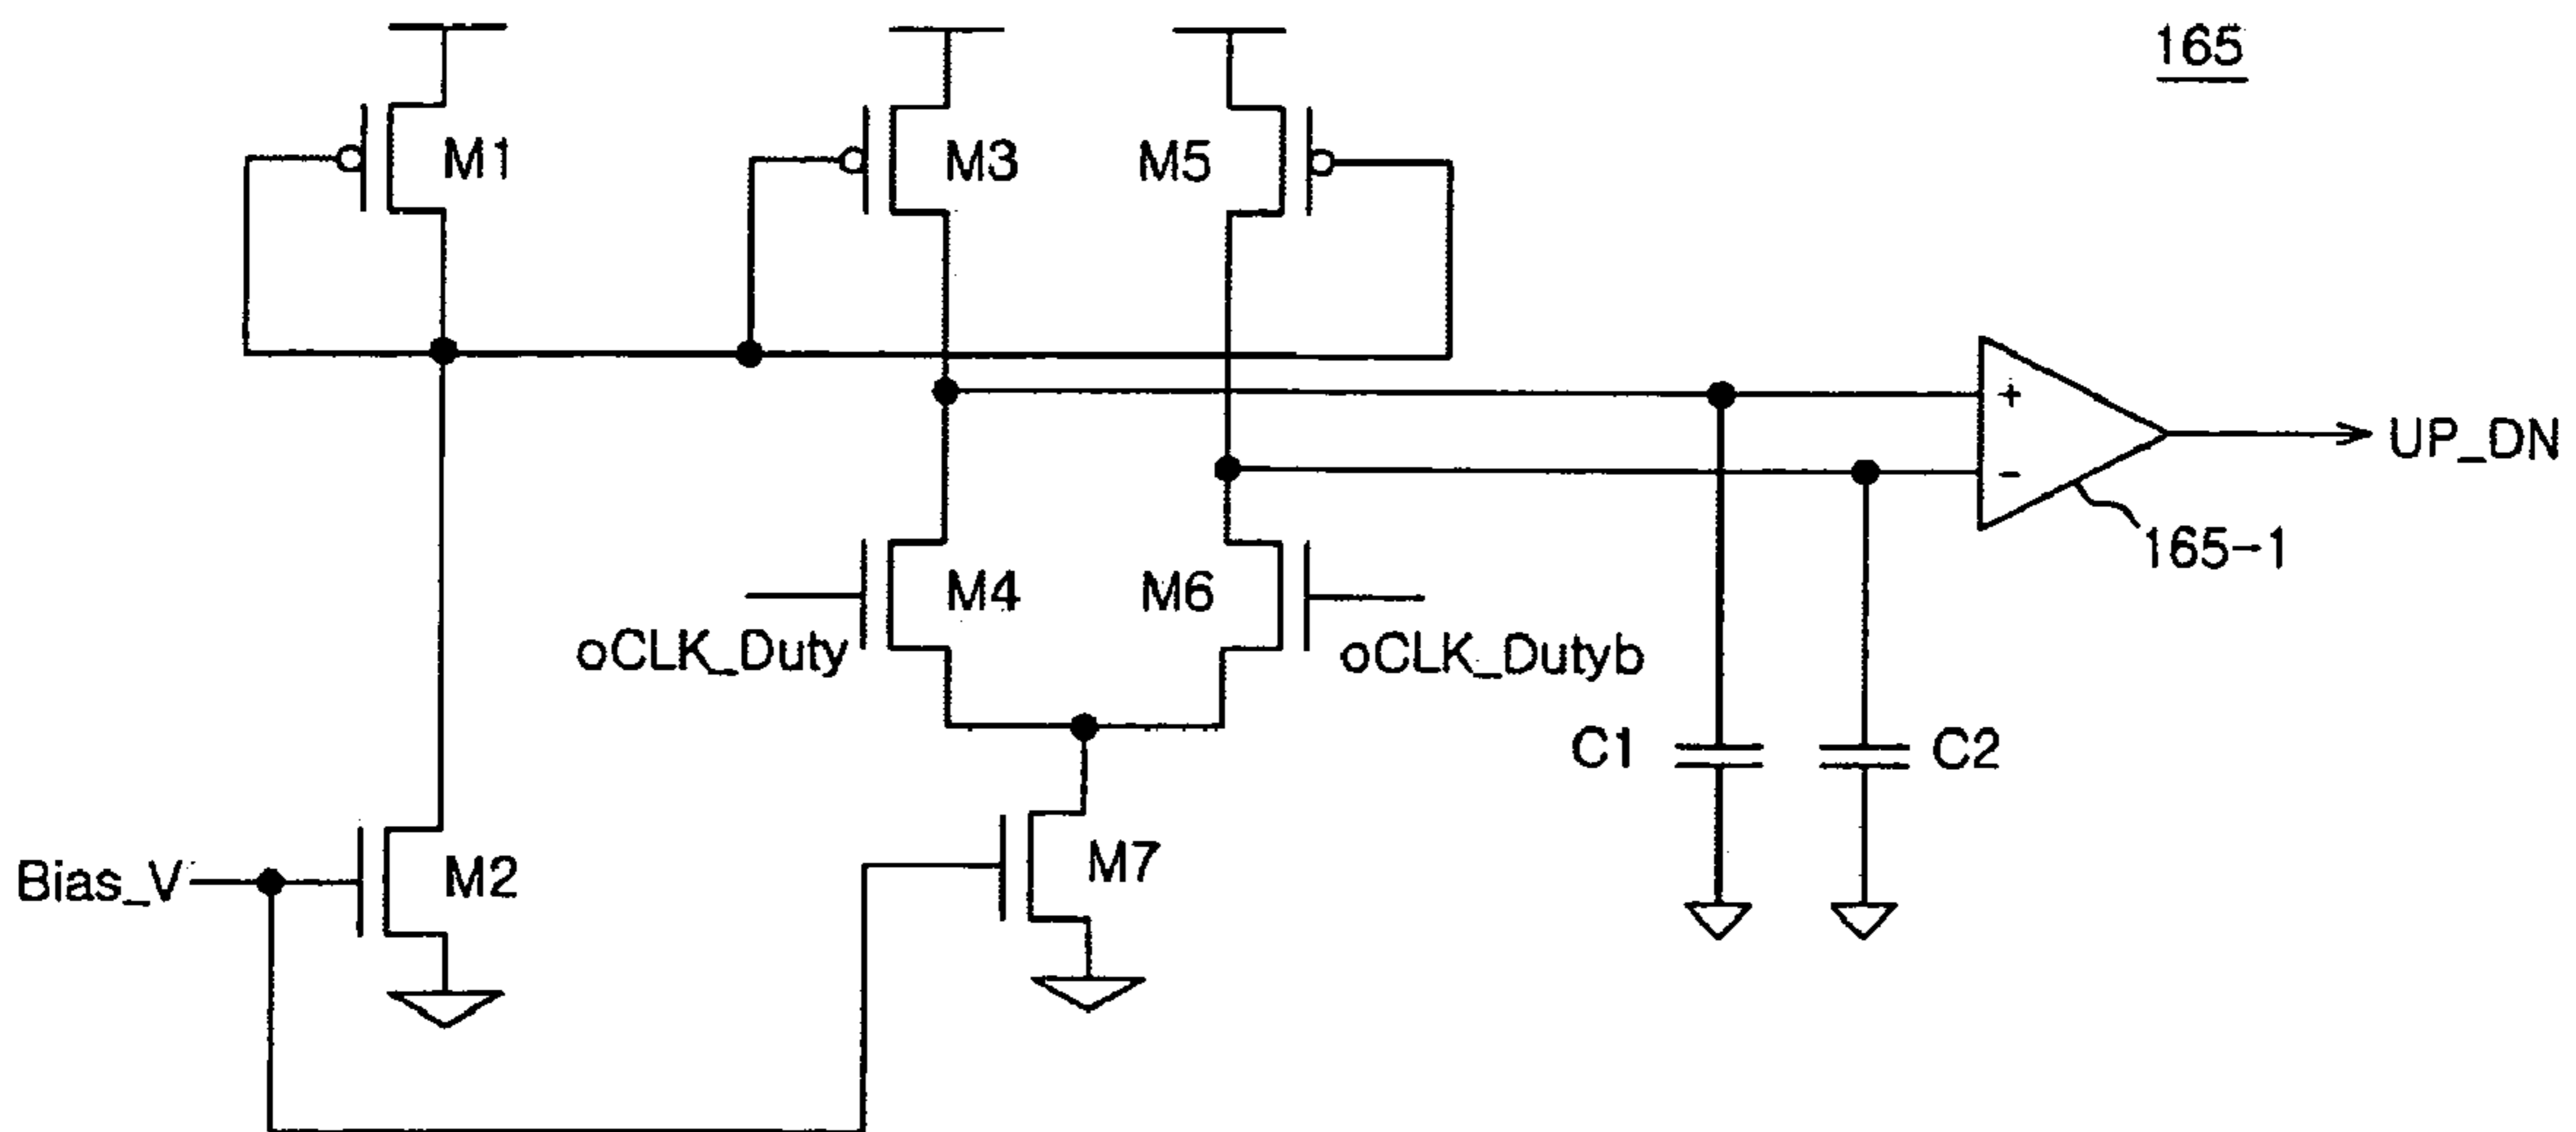 165
M1
M3
M5
+
-
UP_DN
165-1
M4
M6
oCLK_Duty
oCLK_Dutyb
C1
C2
Bias_V
M2
M7